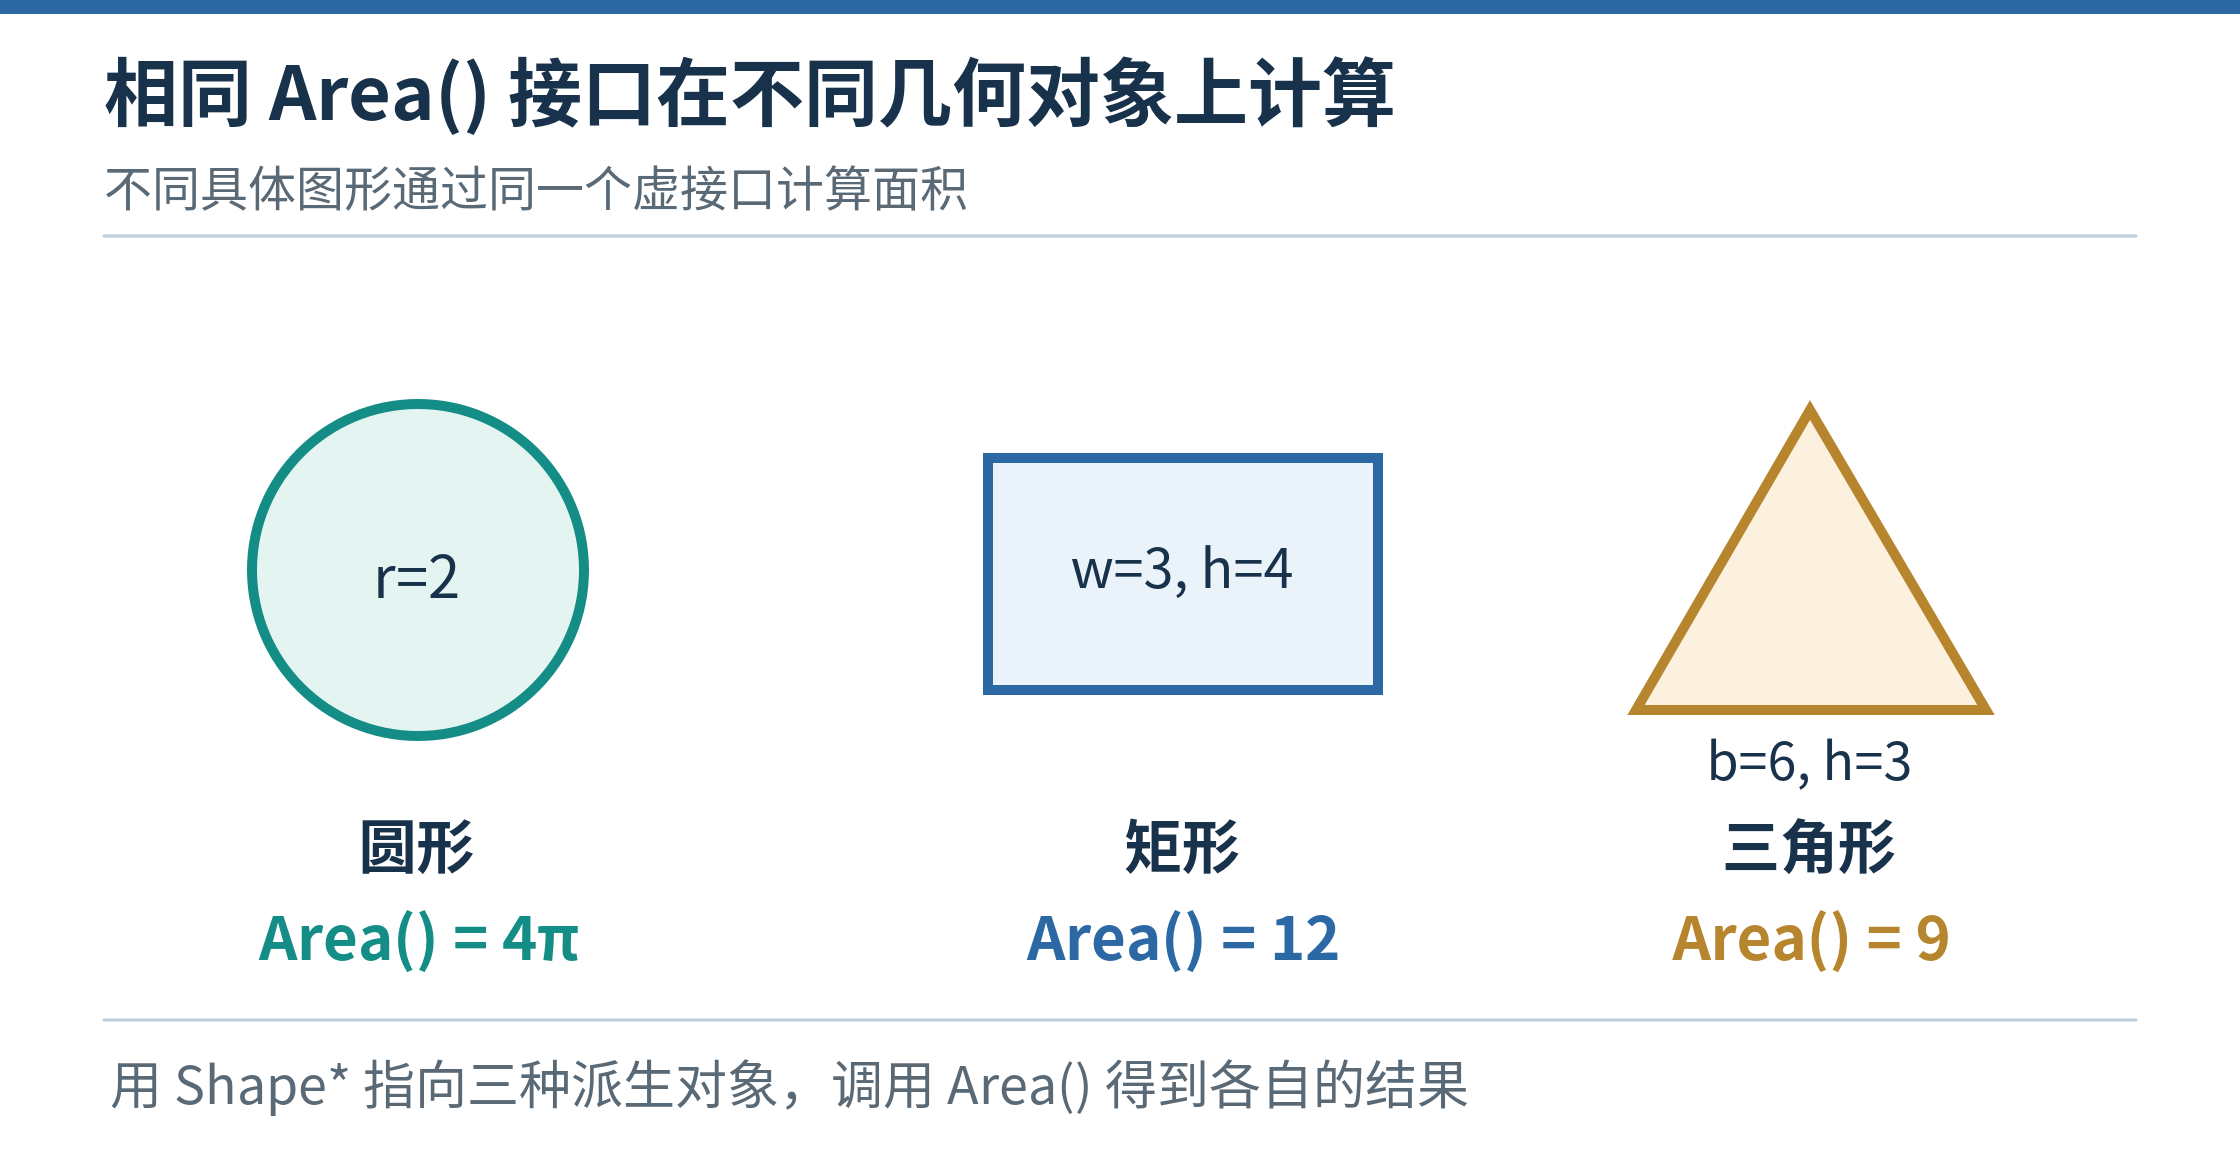 相同 Area() 接口在不同几何对象上计算
不同具体图形通过同一个虚接口计算面积
r=2
w=3, h=4
b=6, h=3
圆形
矩形
三角形
Area() = 4π
Area() = 12
Area() = 9
用 Shape* 指向三种派生对象，调用 Area() 得到各自的结果